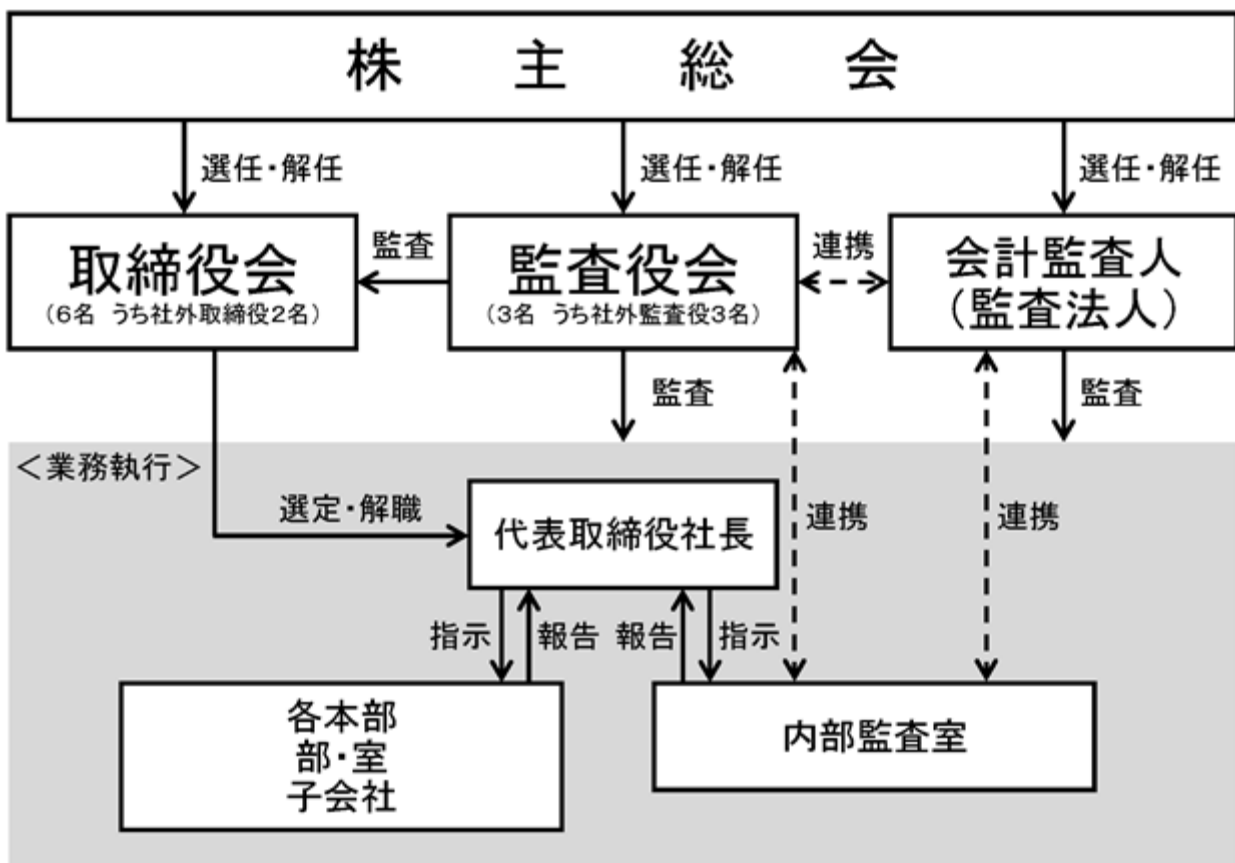 株主総会
選任・解任
選任・解任
選任・解任
取締役会
(6名 うち社外取締役2名)
監査
監査役会
(3名 うち社外監査役3名)
連携
会計監査人
(監査法人)
監査
監査
<業務執行>
選定・解職
代表取締役社長
連携
連携
指示
報告
報告
指示
各本部
部・室
子会社
内部監査室